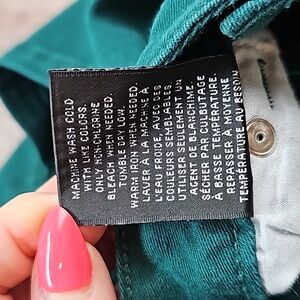 MACHINE WASH COLD
WITH LIKE COLORS.
ONLY NON-CHLORINE
BLEACH WHEN NEEDED.
TUMBLE DRY LOW.
WARM IRON WHEN NEEDED.
LAVER À LA MACHINE À
L'EAU FROIDE, AVEC DES
COULEURS SEMBLABLES.
UTILISER SEULEMENT UN
AGENT DE BLANCHIME.
SÉCHER PAR CULBUTAGE
À BASSE TEMPÉRATURE.
REPASSER À MOYENNE
TEMPÉRATURE AU BESOIN